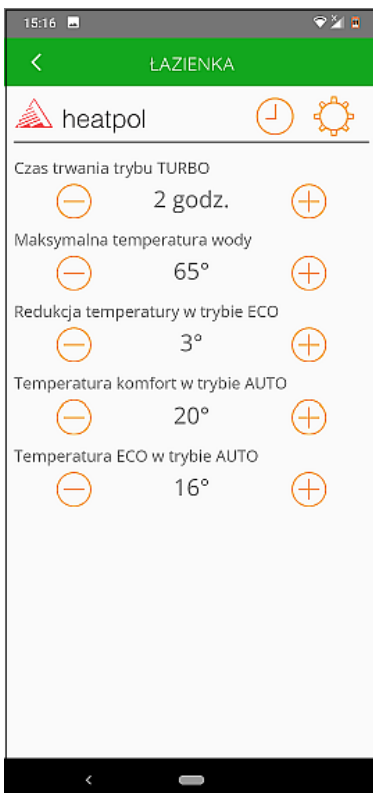 15:16
ŁAZIENKA
heatpol
Czas trwania trybu TURBO
2 godz.
Maksymalna temperatura wody
65°
Redukcja temperatury w trybie ECO
3°
Temperatura komfort w trybie AUTO
20°
Temperatura ECO w trybie AUTO
16°